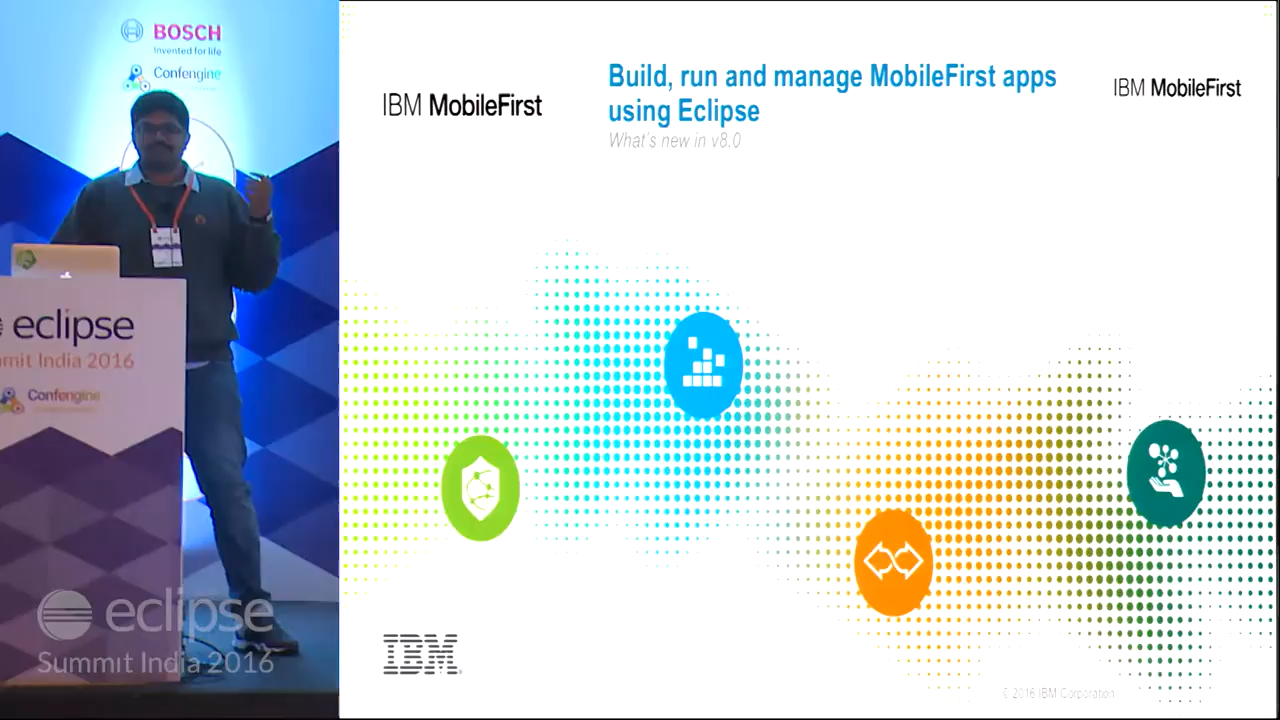 BOSCH
Invented for life
Confengine
eclipse
mmit India 2016
Confengine
eclipse
Summit India 2016
IBM MobileFirst
Build, run and manage MobileFirst apps
using Eclipse
What's new in v8.0
IBM MobileFirst
IBM
© 2016 IBM Corporation